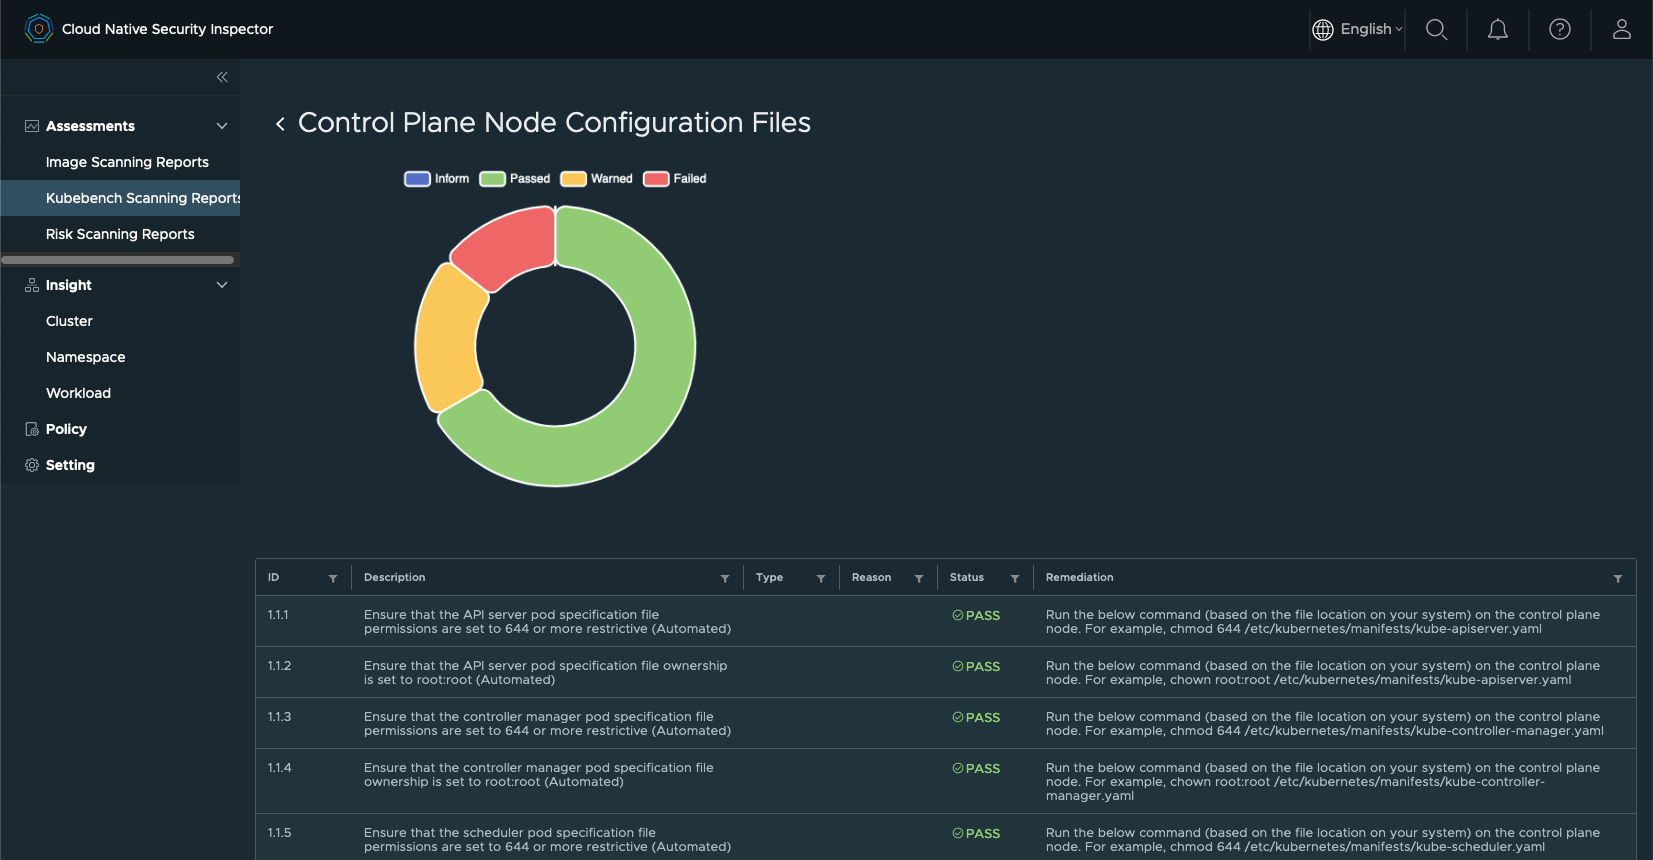 Cloud Native Security Inspector
English
Assessments
Image Scanning Reports
Kubebench Scanning Reports
Risk Scanning Reports
Insight
Cluster
Namespace
Workload
Policy
Setting
Control Plane Node Configuration Files
Inform Passed Warned Failed
ID Description Type Reason Status Remediation
1.1.1
Ensure that the API server pod specification file
permissions are set to 644 or more restrictive (Automated)
PASS
Run the below command (based on the file location on your system) on the control plane
node. For example, chmod 644 /etc/kubernetes/manifests/kube-apiserver.yaml
1.1.2
Ensure that the API server pod specification file ownership
is set to root:root (Automated)
PASS
Run the below command (based on the file location on your system) on the control plane
node. For example, chown root:root /etc/kubernetes/manifests/kube-apiserver.yaml
1.1.3
Ensure that the controller manager pod specification file
permissions are set to 644 or more restrictive (Automated)
PASS
Run the below command (based on the file location on your system) on the control plane
node. For example, chmod 644 /etc/kubernetes/manifests/kube-controller-manager.yaml
1.1.4
Ensure that the controller manager pod specification file
ownership is set to root:root (Automated)
PASS
Run the below command (based on the file location on your system) on the control plane
node. For example, chown root:root /etc/kubernetes/manifests/kube-controller-
manager.yaml
1.1.5
Ensure that the scheduler pod specification file
permissions are set to 644 or more restrictive (Automated)
PASS
Run the below command (based on the file location on your system) on the control plane
node. For example, chmod 644 /etc/kubernetes/manifests/kube-scheduler.yaml